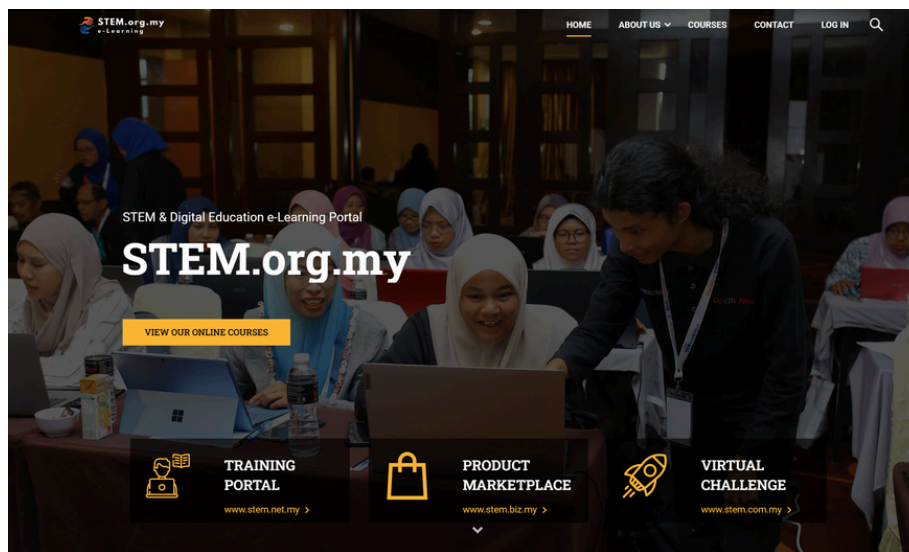 STEM.org.my
e-Learning
HOME
ABOUT US
COURSES
CONTACT
LOG IN
STEM & Digital Education e-Learning Portal
STEM.org.my
VIEW OUR ONLINE COURSES
TRAINING
PORTAL
www.stem.net.my >
PRODUCT
MARKETPLACE
www.stem.biz.my >
VIRTUAL
CHALLENGE
www.stem.com.my >